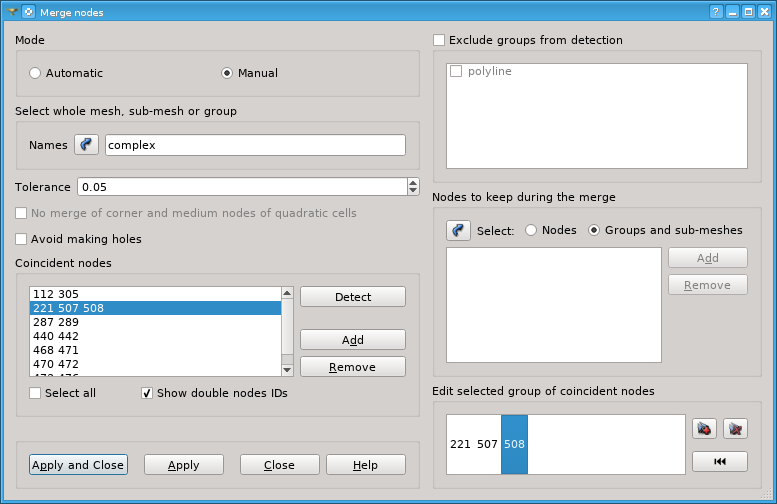 Merge nodes
Mode
Automatic
Manual
Select whole mesh, sub-mesh or group
Names
complex
Tolerance
0.05
No merge of corner and medium nodes of quadratic cells
Avoid making holes
Coincident nodes
112 305
221 507 508
287 289
440 442
468 471
470 472
Detect
Add
Remove
Select all
Show double nodes IDs
Apply and Close
Apply
Close
Help
Exclude groups from detection
polyline
Nodes to keep during the merge
Select:
Nodes
Groups and sub-meshes
Add
Remove
Edit selected group of coincident nodes
221 507 508